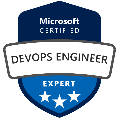 Microsoft
CERTIFIED
DEVOPS ENGINEER
EXPERT